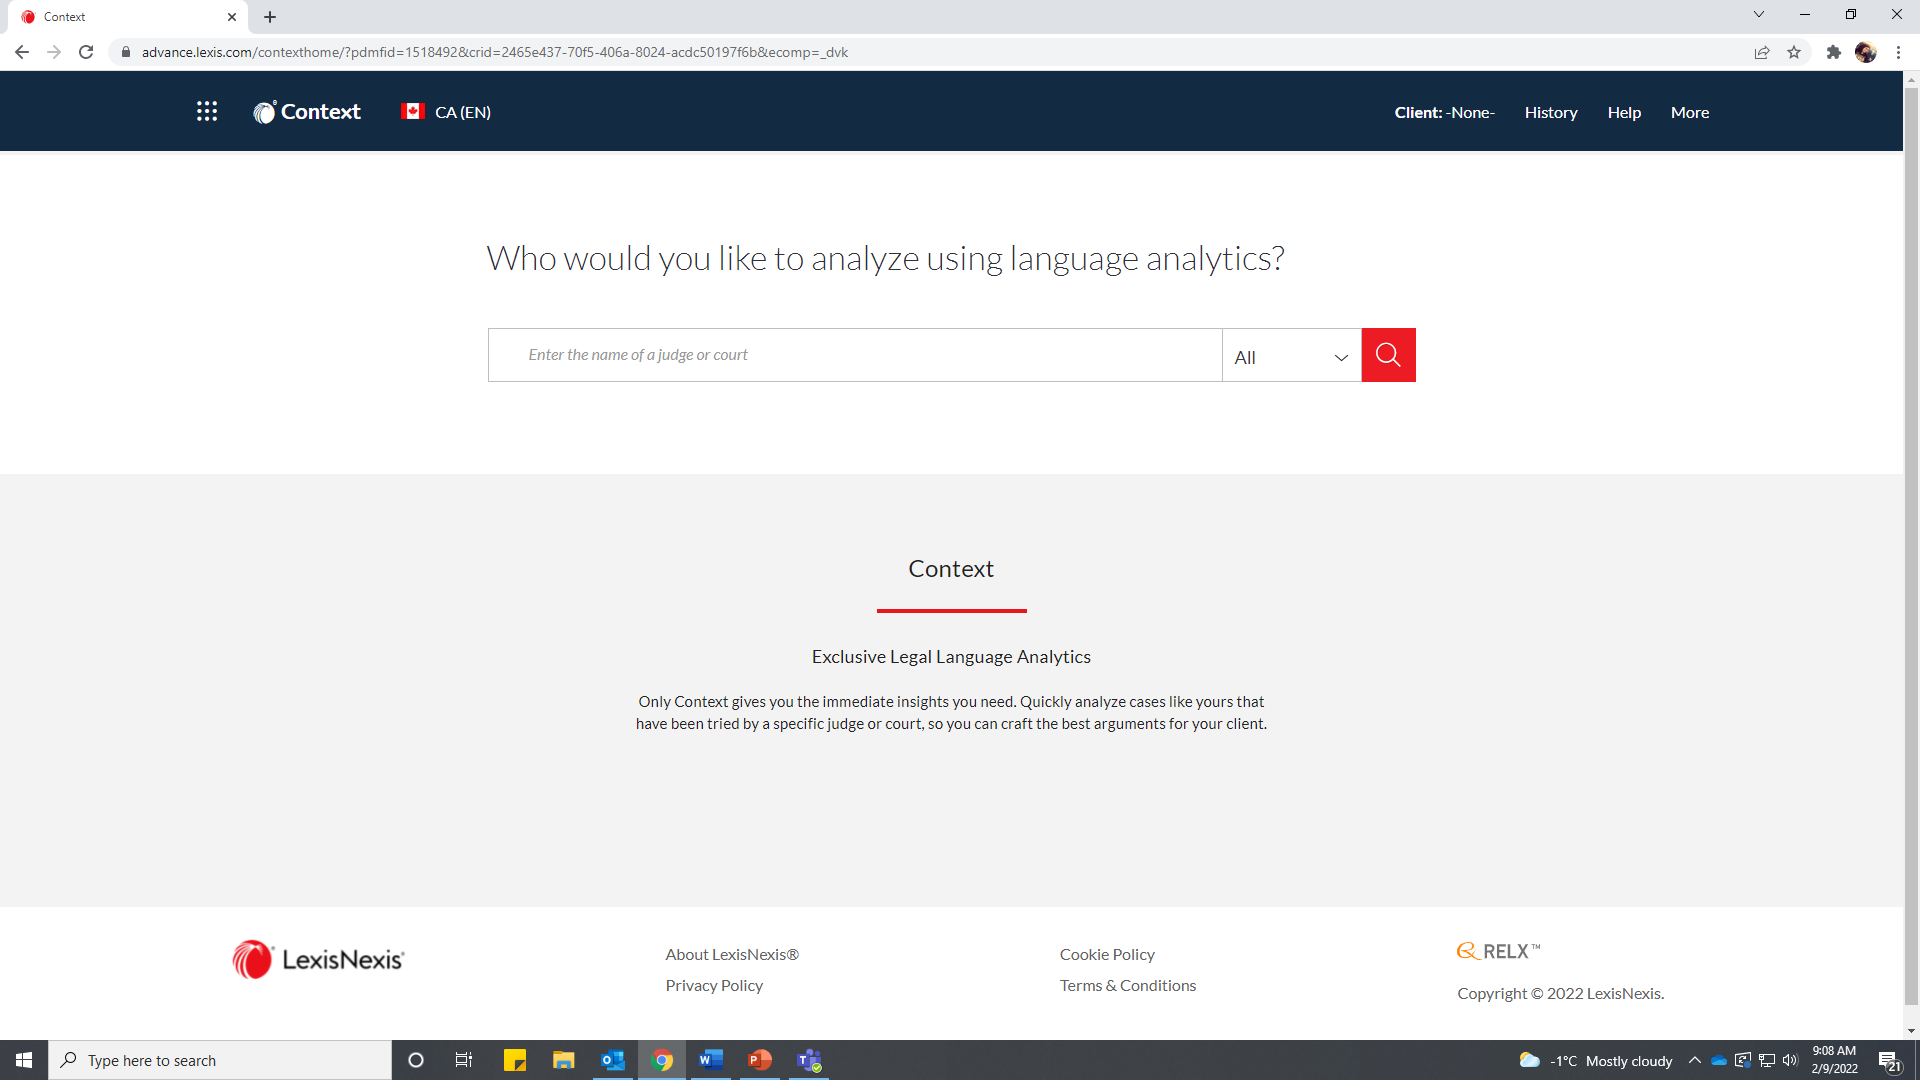 Context
advance.lexis.com/contexthome/?pdmfid=1518492&crid=2465e437-70f5-406a-8024-acdc50197f6b&ecomp=_dvk
Context
CA (EN)
Client: -None-
History
Help
More
Who would you like to analyze using language analytics?
Enter the name of a judge or court
All
Context
Exclusive Legal Language Analytics
Only Context gives you the immediate insights you need. Quickly analyze cases like yours that
have been tried by a specific judge or court, so you can craft the best arguments for your client.
LexisNexis®
About LexisNexis®
Privacy Policy
Cookie Policy
Terms & Conditions
RELX™
Copyright © 2022 LexisNexis.
Type here to search
-1°C Mostly cloudy
9:08 AM
2/9/2022
21